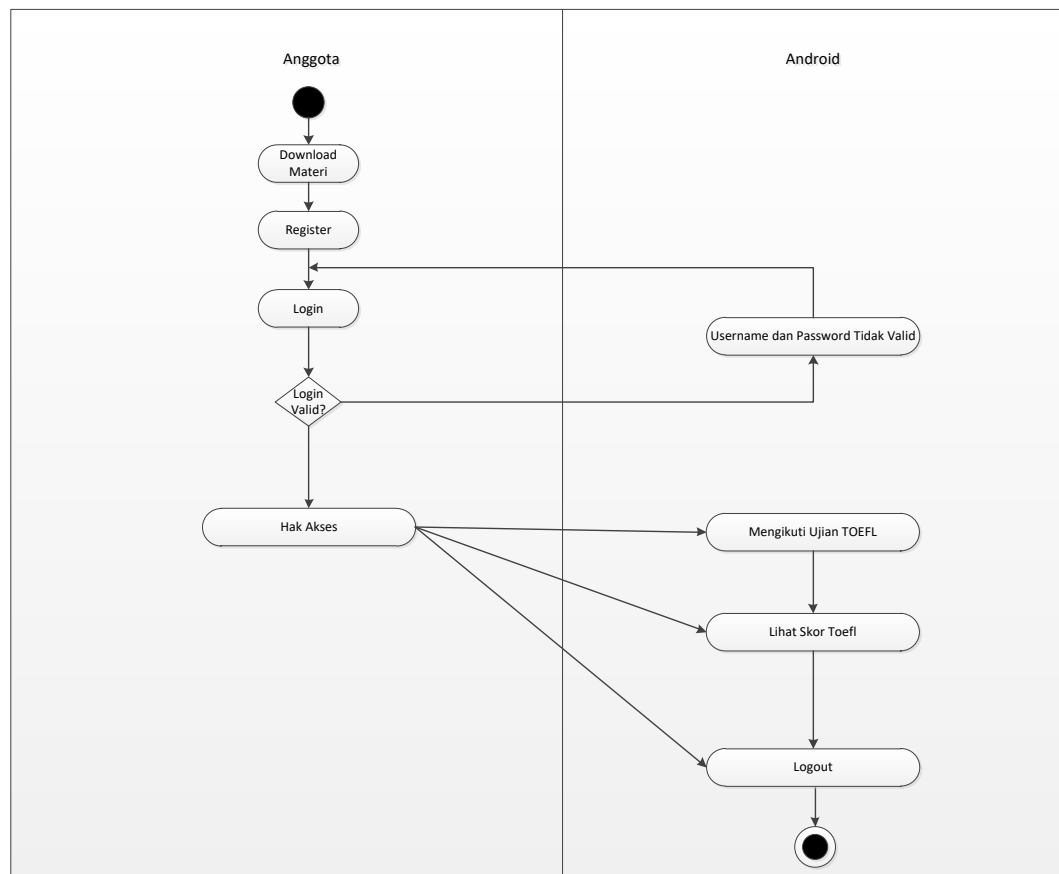 Anggota
Android
Download
Materi
Register
Login
Username dan Password Tidak Valid
Login
Valid?
Hak Akses
Mengikuti Ujian TOEFL
Lihat Skor Toefl
Logout